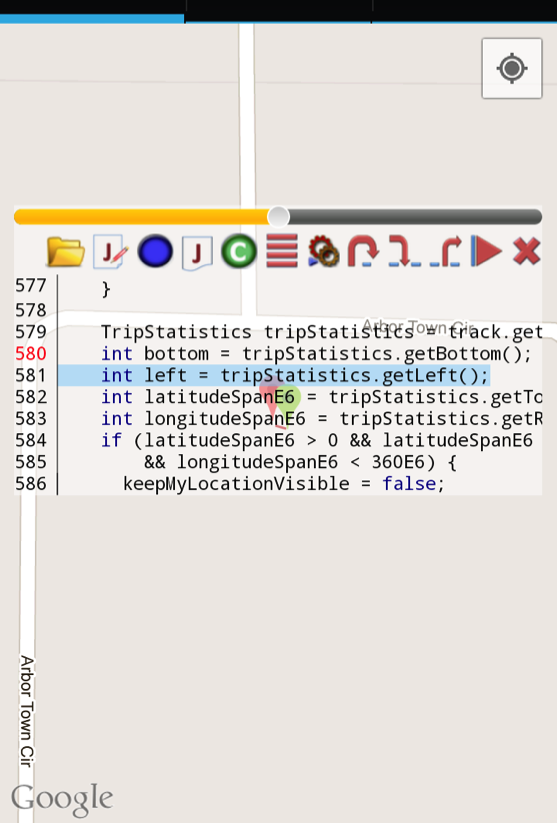 577 }
578
579 TripStatistics tripStatistics = track.get
Arbor Town Cir
580 int bottom = tripStatistics.getBottom();
581 int left = tripStatistics.getLeft();
582 int latitudeSpanE6 = tripStatistics.getTo
583 int longitudeSpanE6 = tripStatistics.getR
584 if (latitudeSpanE6 > 0 && latitudeSpanE6
585 && longitudeSpanE6 < 360E6) {
586 keepMyLocationVisible = false;
Arbor Town Cir
Google